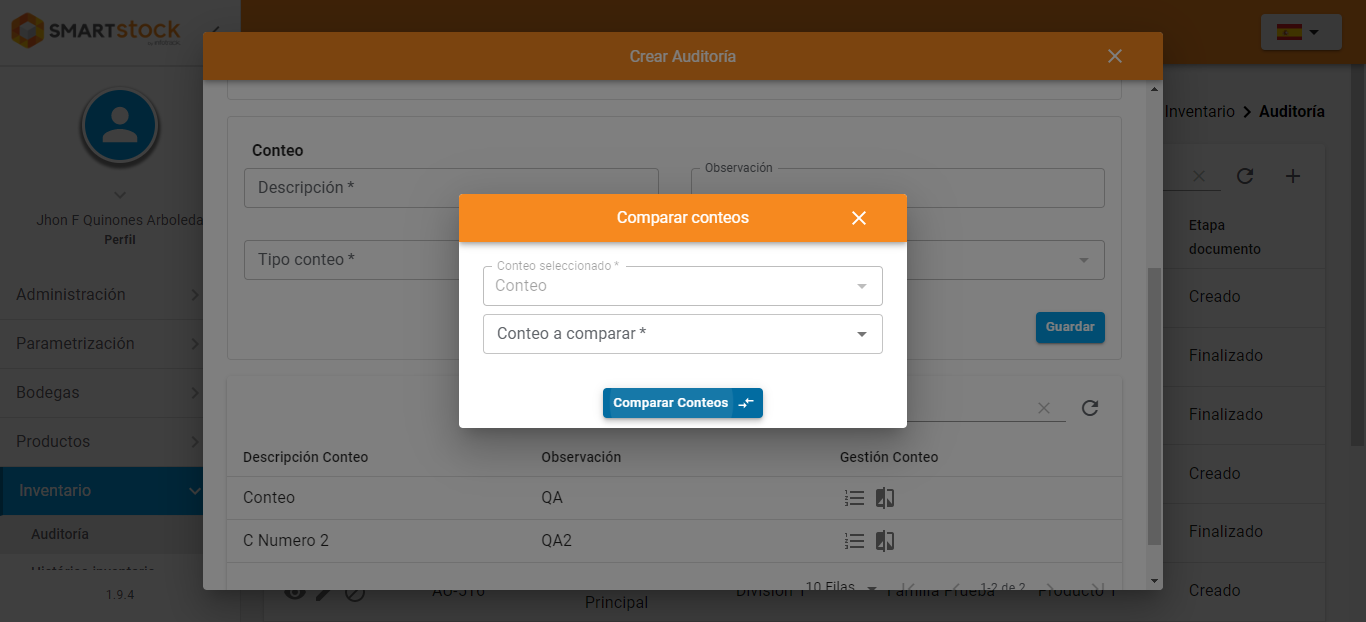 SMARTstock
Crear Auditoría
Inventario
Auditoría
Conteo
Descripción *
Observación
Jhon F Quinones Arboleda
Perfil
Comparar conteos
Etapa
documento
Tipo conteo *
Conteo seleccionado *
Conteo
Administración
Creado
Conteo a comparar *
Guardar
Parametrización
Finalizado
Bodegas
Comparar Conteos
Finalizado
Productos
Descripción Conteo
Observación
Gestión Conteo
Creado
Inventario
Conteo
QA
Auditoría
C Numero 2
QA2
Finalizado
Histórico inventario
10 Filas
1-2 de 2
1.9.4
AU-516
Principal
División 1
Familia Prueba
Producto 1
Creado